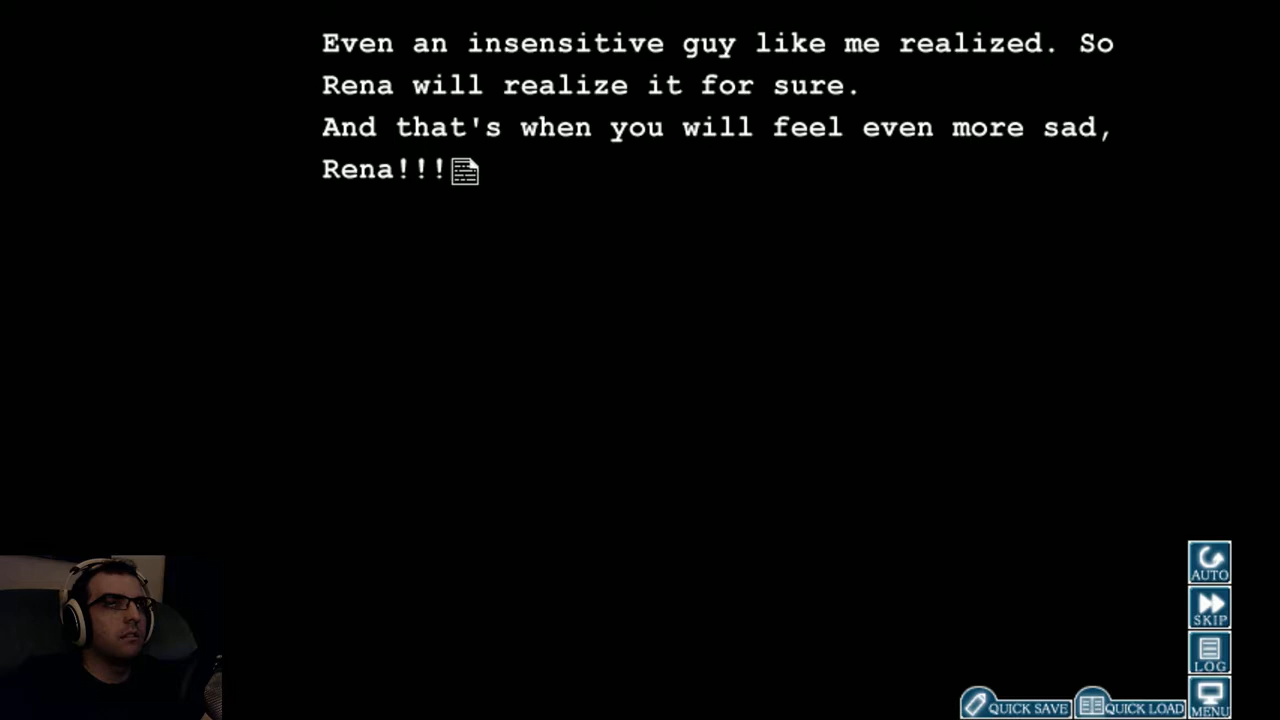 Even an insensitive guy like me realized. So
Rena will realize it for sure.
And that's when you will feel even more sad,
Rena!!!
AUTO
SKIP
LOG
QUICK SAVE
QUICK LOAD
MENU